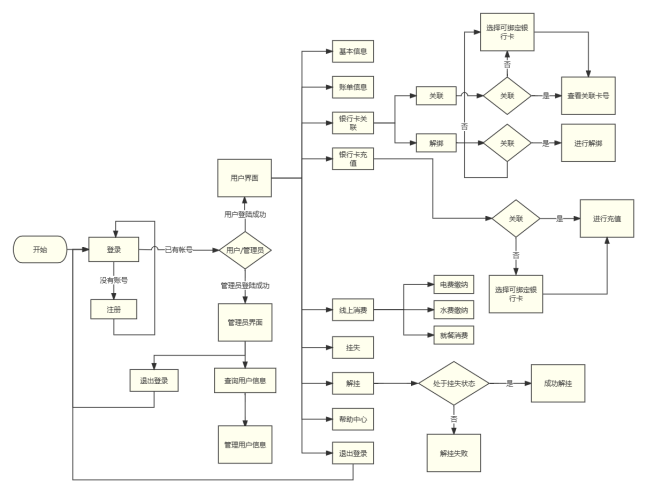 选择可绑定银
行卡
基本信息
否
账单信息
关联
关联
是
查看关联卡号
银行卡关
联
否
解绑
关联
是
进行解绑
银行卡充
值
用户界面
用户登陆成功
关联
是
进行充值
开始
登录
已有帐号
用户/管理员
否
没有账号
管理员登陆成功
选择可绑定银
行卡
电费缴纳
注册
管理员界面
线上消费
水费缴纳
就餐消费
挂失
退出登录
查询用户信息
解挂
处于挂失状态
是
成功解挂
否
帮助中心
管理用户信息
退出登录
解挂失败